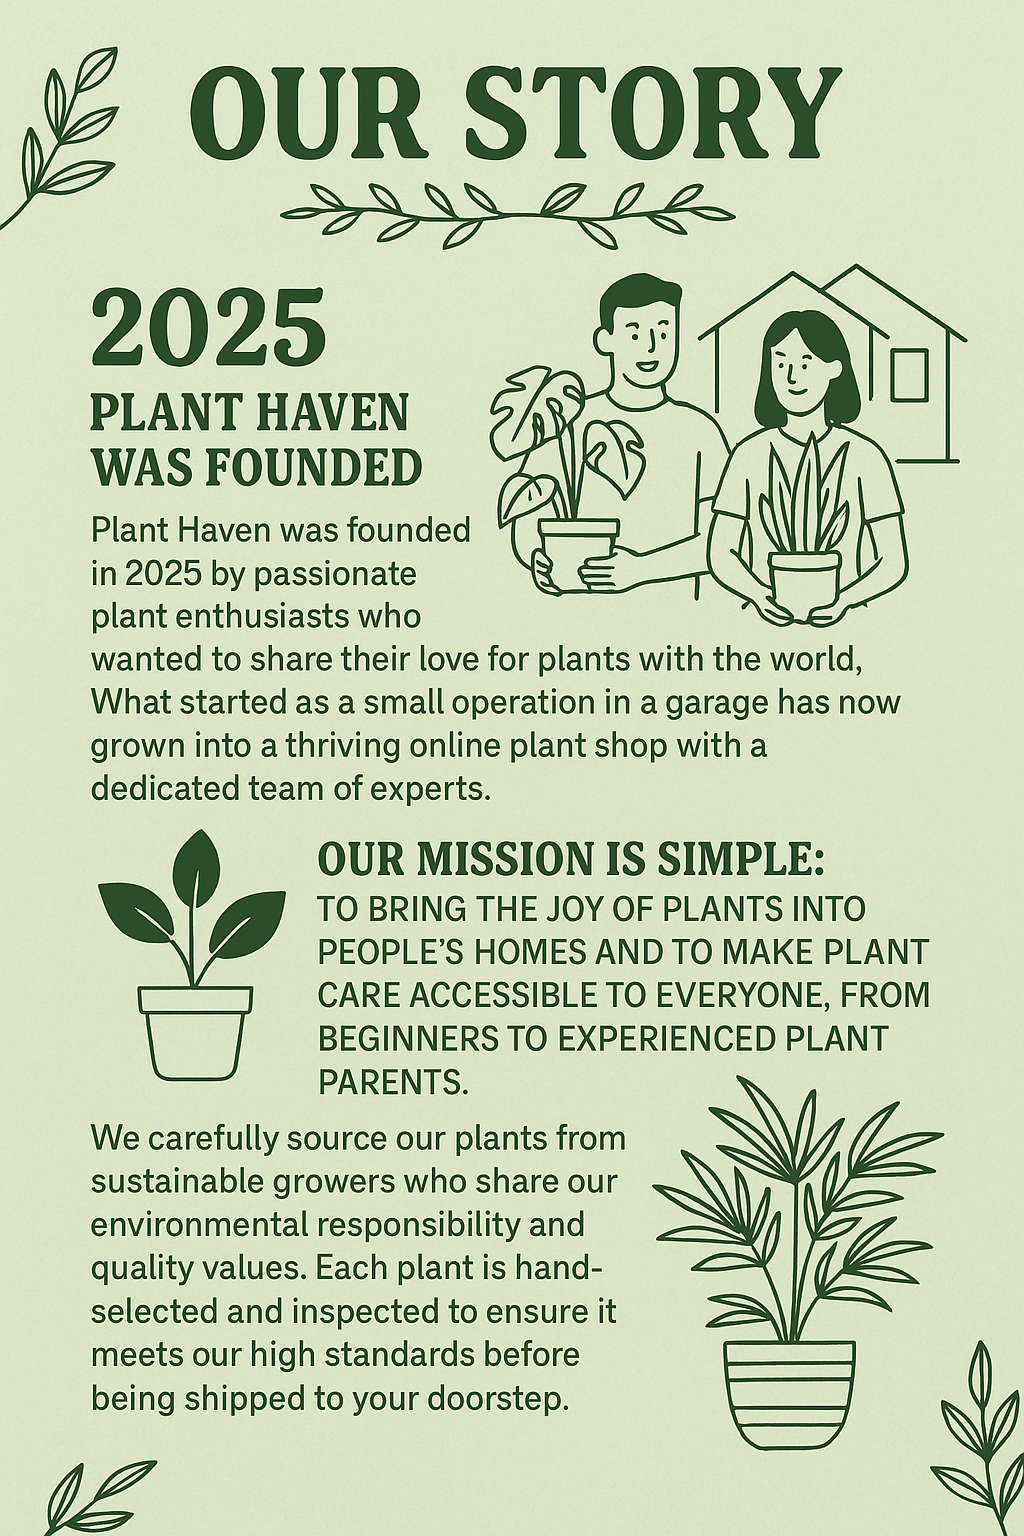 OUR STORY
2025
PLANT HAVEN
WAS FOUNDED
Plant Haven was founded
in 2025 by passionate
plant enthusiasts who
wanted to share their love for plants with the world,
What started as a small operation in a garage has now
grown into a thriving online plant shop with a
dedicated team of experts.
OUR MISSION IS SIMPLE:
TO BRING THE JOY OF PLANTS INTO
PEOPLE’S HOMES AND TO MAKE PLANT
CARE ACCESSIBLE TO EVERYONE, FROM
BEGINNERS TO EXPERIENCED PLANT
PARENTS.
We carefully source our plants from
sustainable growers who share our
environmental responsibility and
quality values. Each plant is hand-
selected and inspected to ensure it
meets our high standards before
being shipped to your doorstep.